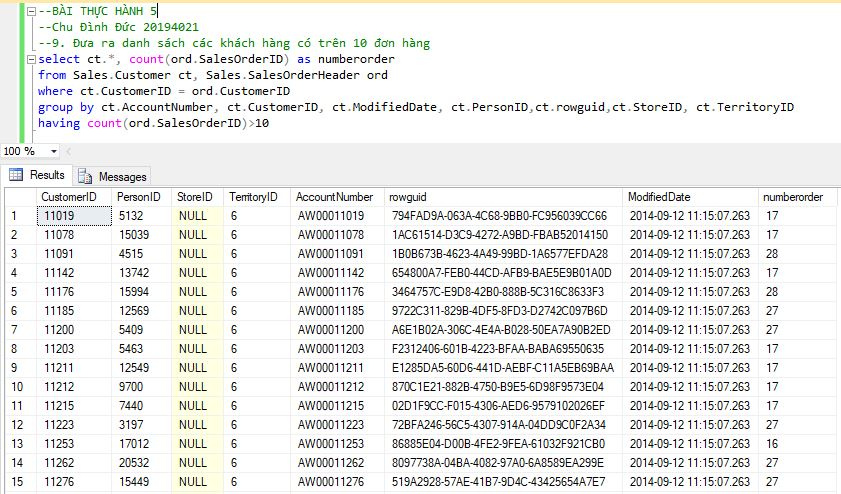 --BÀI THỰC HÀNH 5
--Chu Đình Đức 20194021
--9. Đưa ra danh sách các khách hàng có trên 10 đơn hàng
select ct.*, count(ord.SalesOrderID) as numberorder
from Sales.Customer ct, Sales.SalesOrderHeader ord
where ct.CustomerID = ord.CustomerID
group by ct.AccountNumber, ct.CustomerID, ct.ModifiedDate, ct.PersonID,ct.rowguid,ct.StoreID, ct.TerritoryID
having count(ord.SalesOrderID)>10
100 %
Results Messages
CustomerID PersonID StoreID TerritoryID AccountNumber rowguid ModifiedDate numberorder
1 11019 5132 NULL 6 AW00011019 794FAD9A-063A-4C68-9BB0-FC956039CC66 2014-09-12 11:15:07.263 17
2 11078 15039 NULL 6 AW00011078 1AC61514-D3C9-4272-A9BD-FBAB52014150 2014-09-12 11:15:07.263 17
3 11091 4515 NULL 6 AW00011091 1B0B673B-4623-4A49-99BD-1A6577EFDA28 2014-09-12 11:15:07.263 28
4 11142 13742 NULL 6 AW00011142 654800A7-FEB0-44CD-AFB9-BAE5E9B01A0D 2014-09-12 11:15:07.263 17
5 11176 15994 NULL 6 AW00011176 3464757C-E9D8-42B0-888B-5C316C8633F3 2014-09-12 11:15:07.263 28
6 11185 12569 NULL 6 AW00011185 9722C311-829B-4DF5-8FD3-D2742C097B6D 2014-09-12 11:15:07.263 27
7 11200 5409 NULL 6 AW00011200 A6E1B02A-306C-4E4A-B028-50EA7A90B2ED 2014-09-12 11:15:07.263 27
8 11203 5463 NULL 6 AW00011203 F2312406-601B-4223-BFAA-BABA69550635 2014-09-12 11:15:07.263 17
9 11211 12549 NULL 6 AW00011211 E1285DA5-60D6-441D-AEBF-C11A5EB69BAA 2014-09-12 11:15:07.263 17
10 11212 9700 NULL 6 AW00011212 870C1E21-882B-4750-B9E5-6D98F9573E04 2014-09-12 11:15:07.263 17
11 11215 7440 NULL 6 AW00011215 02D1F9CC-F015-4306-AED6-9579102026EF 2014-09-12 11:15:07.263 17
12 11223 3197 NULL 6 AW00011223 72BFA246-56C5-4307-914A-04DD9C0F2A34 2014-09-12 11:15:07.263 27
13 11253 17012 NULL 6 AW00011253 86885E04-D00B-4FE2-9FEA-61032F921CB0 2014-09-12 11:15:07.263 16
14 11262 20532 NULL 6 AW00011262 8097738A-04BA-4082-97A0-6A8589EA299E 2014-09-12 11:15:07.263 27
15 11276 15449 NULL 6 AW00011276 519A2928-57AE-41B7-9D4C-43425654A7E7 2014-09-12 11:15:07.263 27